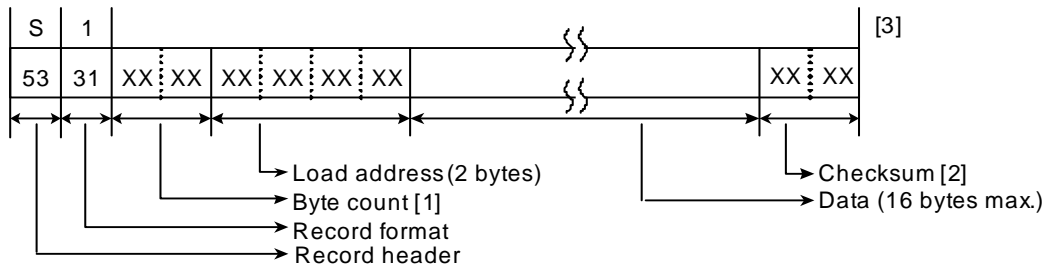 S 1 [3]
53 31 XX XX XX XX XX XX XX XX
Load address (2 bytes) Checksum [2]
Byte count [1] Data (16 bytes max.)
Record format
Record header